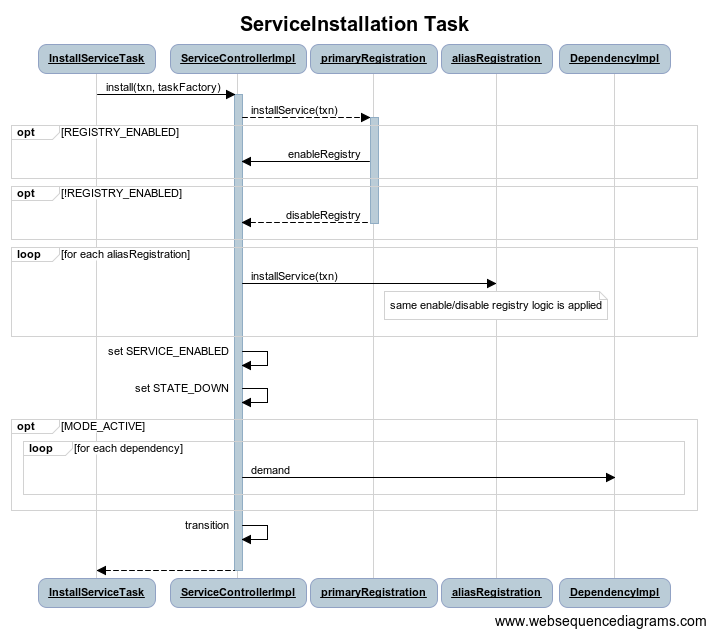 ServiceInstallation Task
InstallServiceTask
ServiceControllerImpl
primaryRegistration
aliasRegistration
DependencyImpl
install(txn, taskFactory)
installService(txn)
opt [REGISTRY_ENABLED]
enableRegistry
opt [!REGISTRY_ENABLED]
disableRegistry
loop [for each aliasRegistration]
installService(txn)
same enable/disable registry logic is applied
set SERVICE_ENABLED
set STATE_DOWN
opt [MODE_ACTIVE]
loop [for each dependency]
demand
transition
InstallServiceTask
ServiceControllerImpl
primaryRegistration
aliasRegistration
DependencyImpl
www.websequencediagrams.com